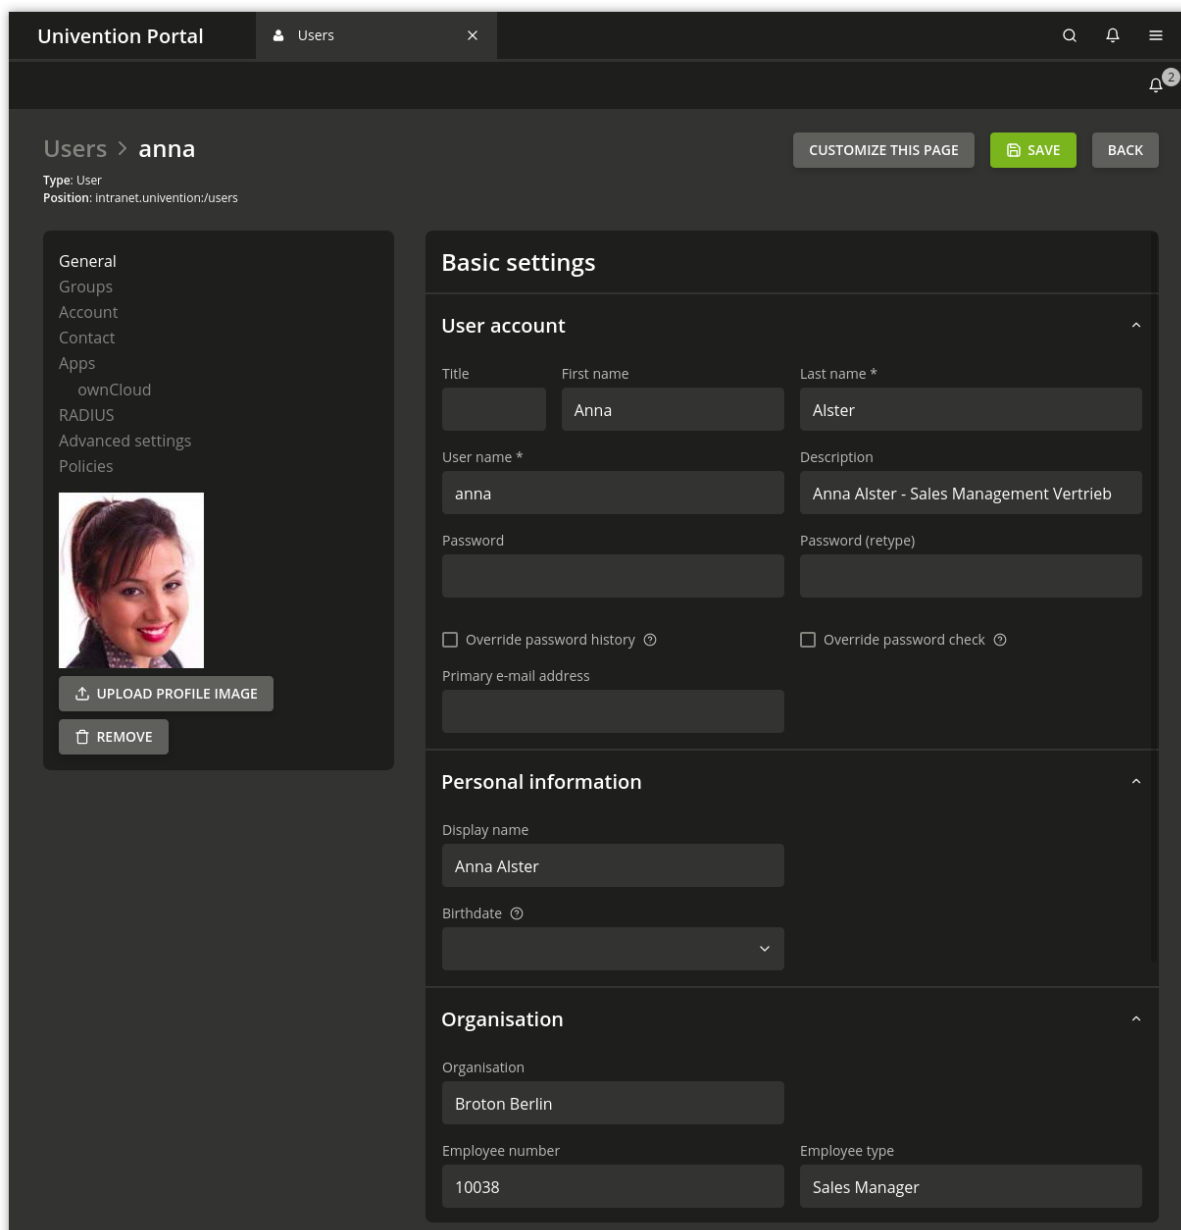 Univention Portal
Users
2
Users > anna
CUSTOMIZE THIS PAGE
SAVE
BACK
Type: User
Position: intranet.univention:/users
General
Groups
Account
Contact
Apps
ownCloud
RADIUS
Advanced settings
Policies
UPLOAD PROFILE IMAGE
REMOVE
Basic settings
User account
Title First name Last name *
Anna Alster
User name * Description
anna Anna Alster - Sales Management Vertrieb
Password Password (retype)
Override password history Override password check
Primary e-mail address
Personal information
Display name
Anna Alster
Birthdate
Organisation
Organisation
Broton Berlin
Employee number Employee type
10038 Sales Manager